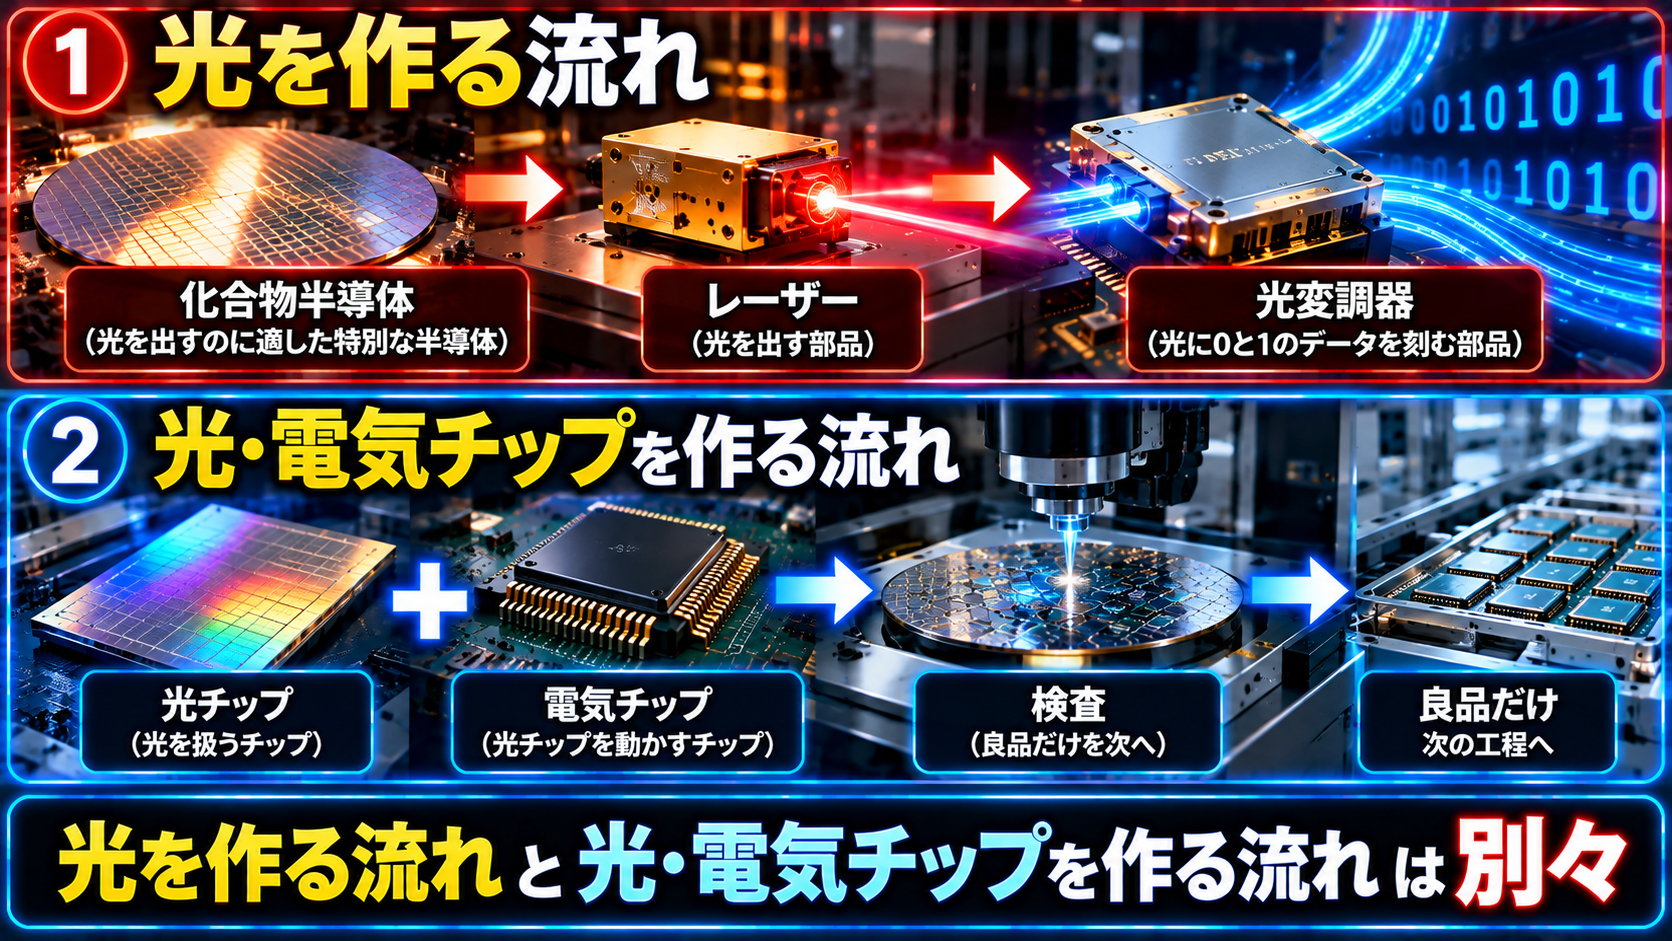 1 光を作る流れ
01010101010
01010
化合物半導体
(光を出すのに適した特別な半導体)
レーザー
(光を出す部品)
光変調器
(光に0と1のデータを刻む部品)
2 光・電気チップを作る流れ
光チップ
(光を扱うチップ)
電気チップ
(光チップを動かすチップ)
検査
(良品だけを次へ)
良品だけ
次の工程へ
光を作る流れと光・電気チップを作る流れは別々